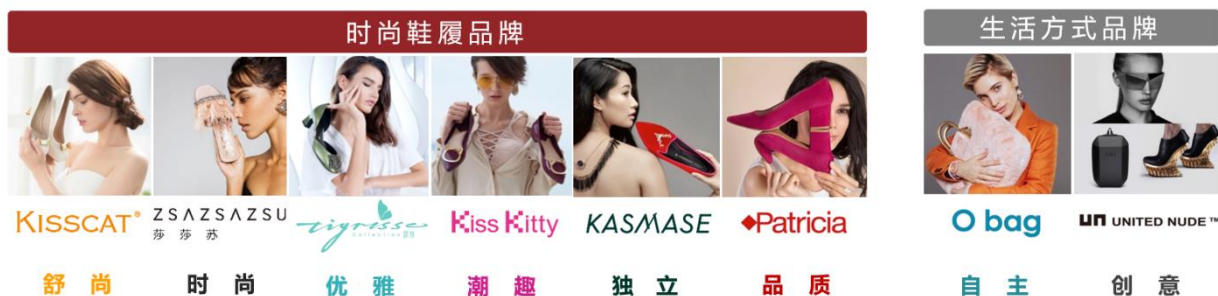 时尚鞋履品牌
生活方式品牌
KISSCAT®
ZSAZSAZSU
莎莎苏
tigrisso
Collection
Kiss Kitty
KASMASE
Patricia
O bag
un UNITED NUDE™
舒尚
时尚
优雅
潮趣
独立
品质
自主
创意